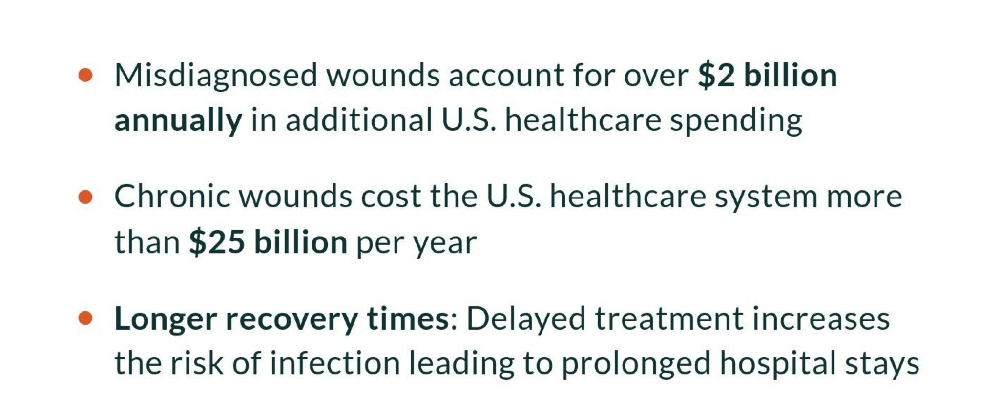 • Misdiagnosed wounds account for over $2 billion
annually in additional U.S. healthcare spending
• Chronic wounds cost the U.S. healthcare system more
than $25 billion per year
• Longer recovery times: Delayed treatment increases
the risk of infection leading to prolonged hospital stays